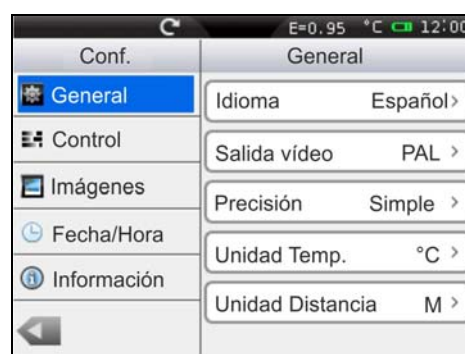 E=0.95 °C 12:00
Conf.
General
General
Control
Imágenes
Fecha/Hora
Información
Idioma Español>
Salida vídeo PAL >
Precisión Simple >
Unidad Temp. °C >
Unidad Distancia M >